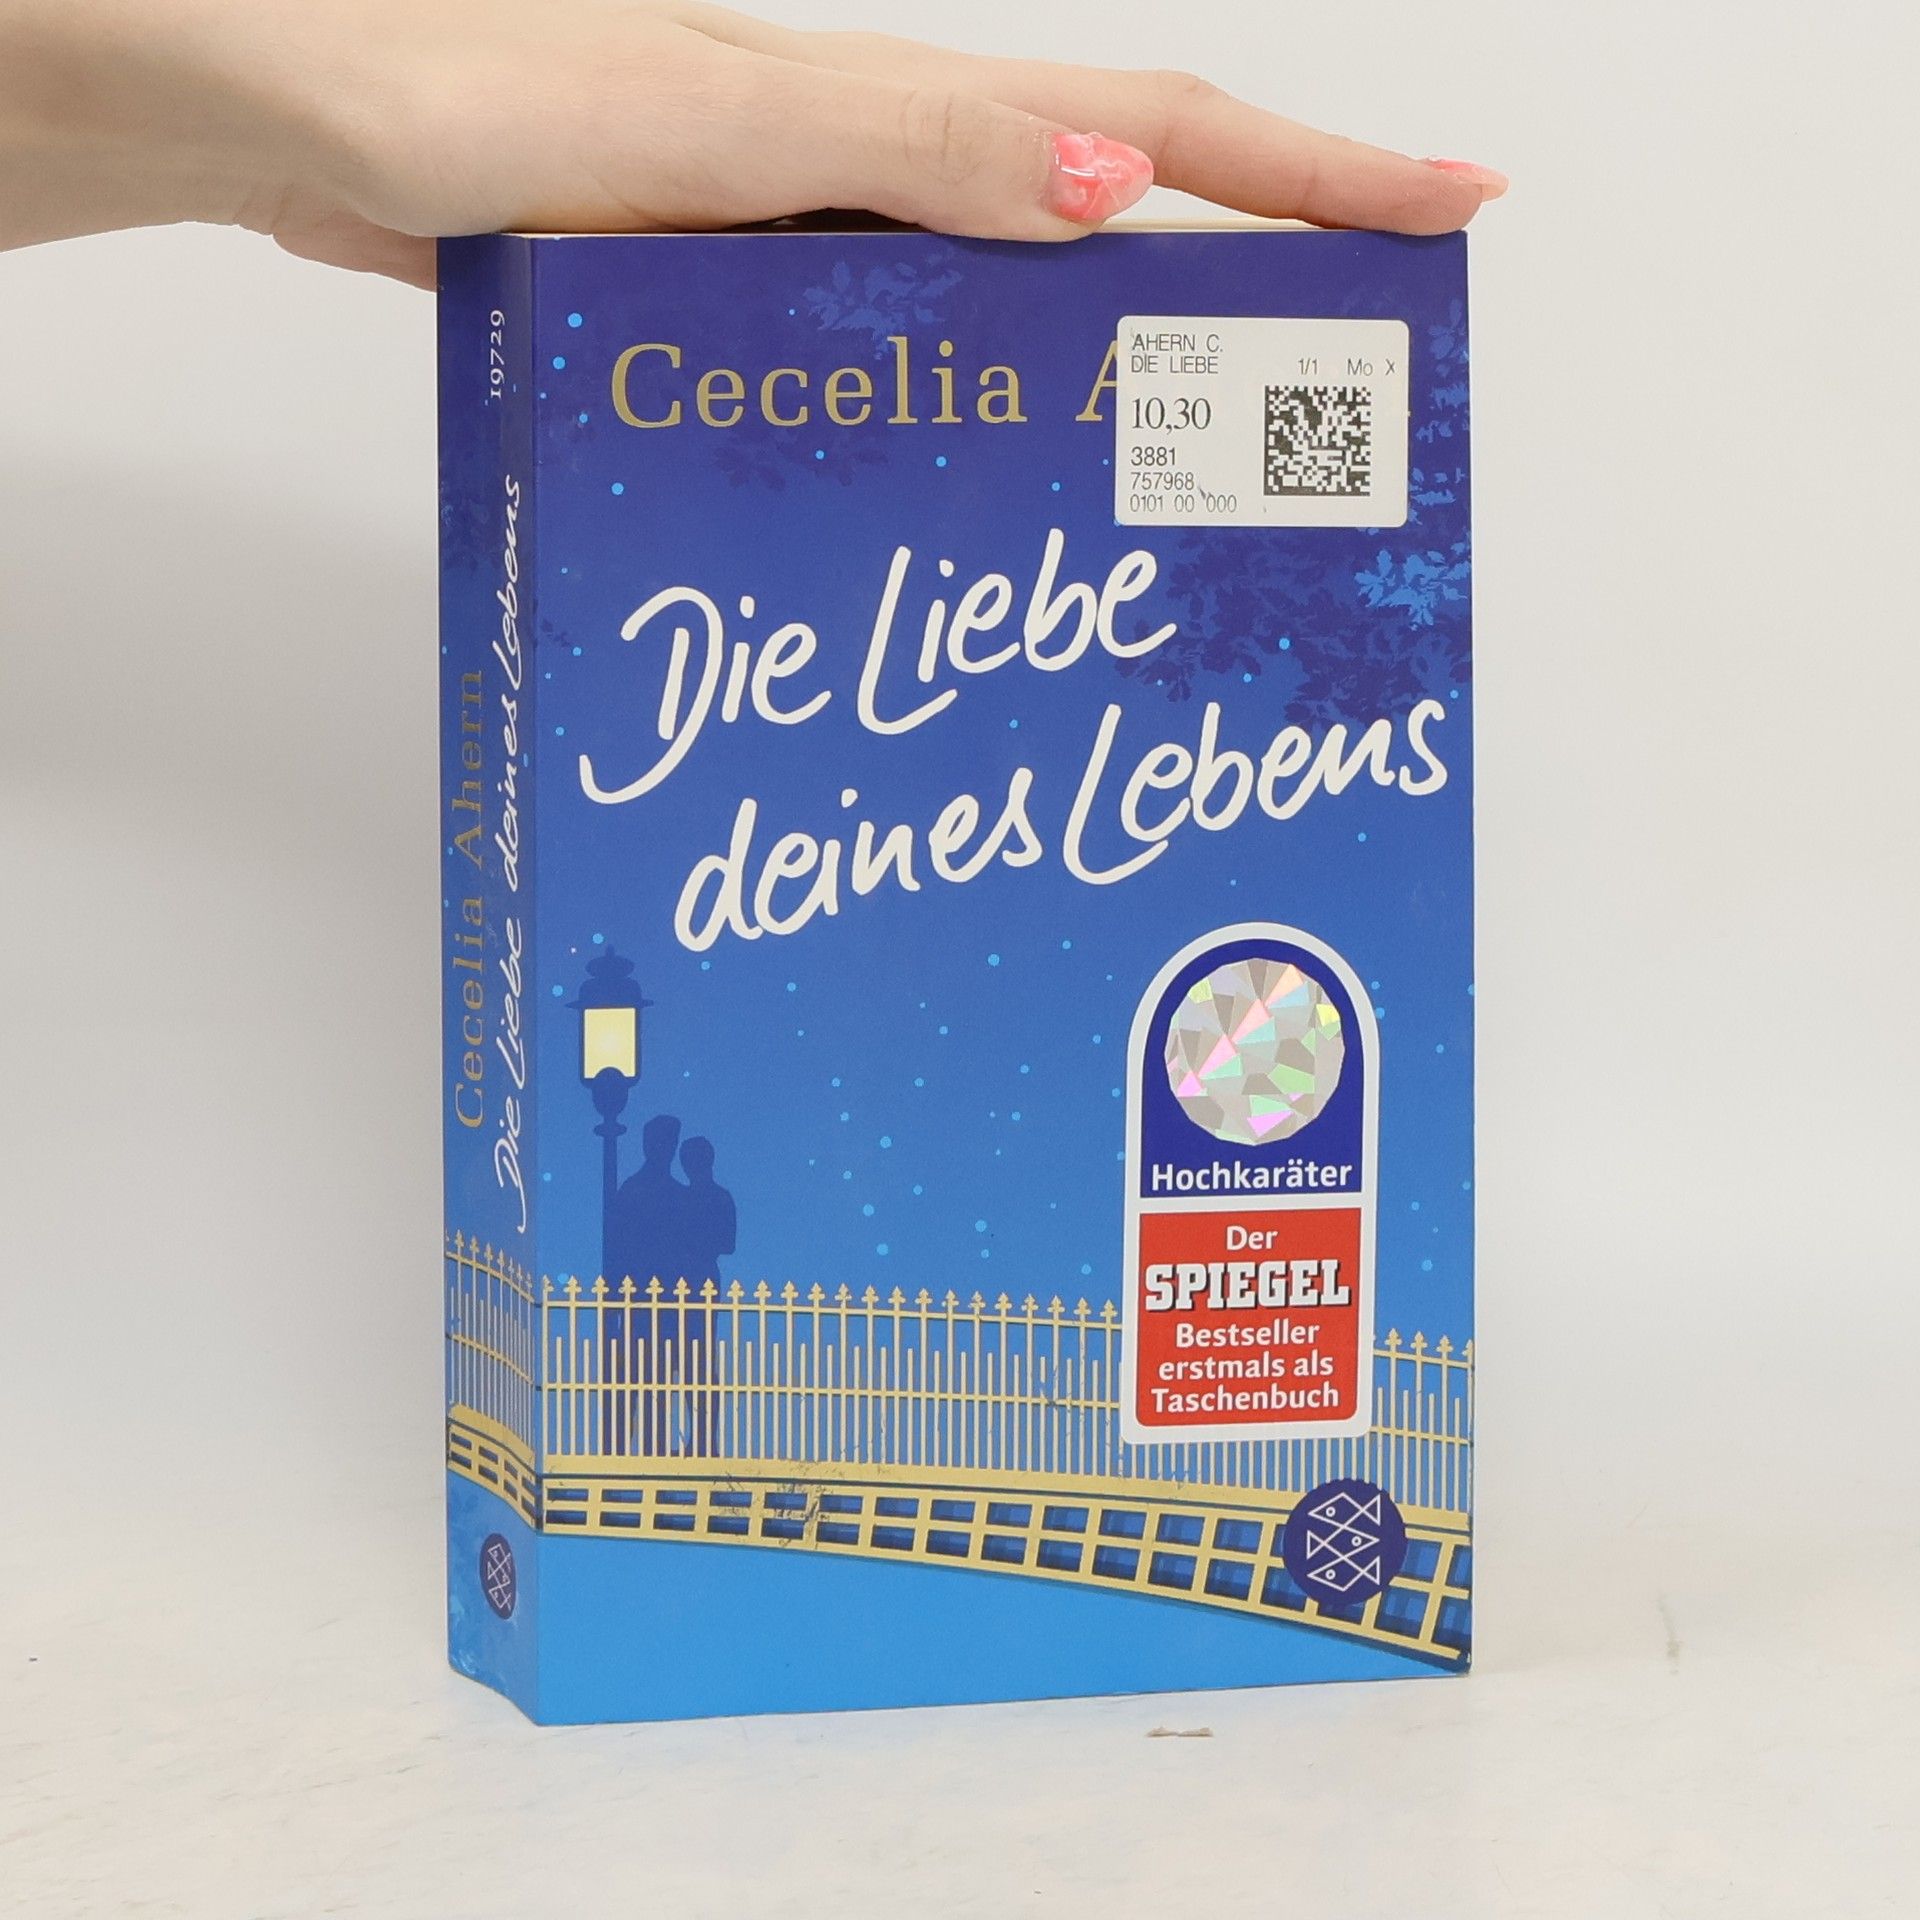 19729
Cecelia Ahern
Die Liebe deines Lebens
Cecelia A
AHERN C.
DIE LIEBE 1/1 Mo X
10,30
3881
757968
0101 00 000
Die Liebe
deines Lebens
Hochkaräter
Der
SPIEGEL
Bestseller
erstmals als
Taschenbuch